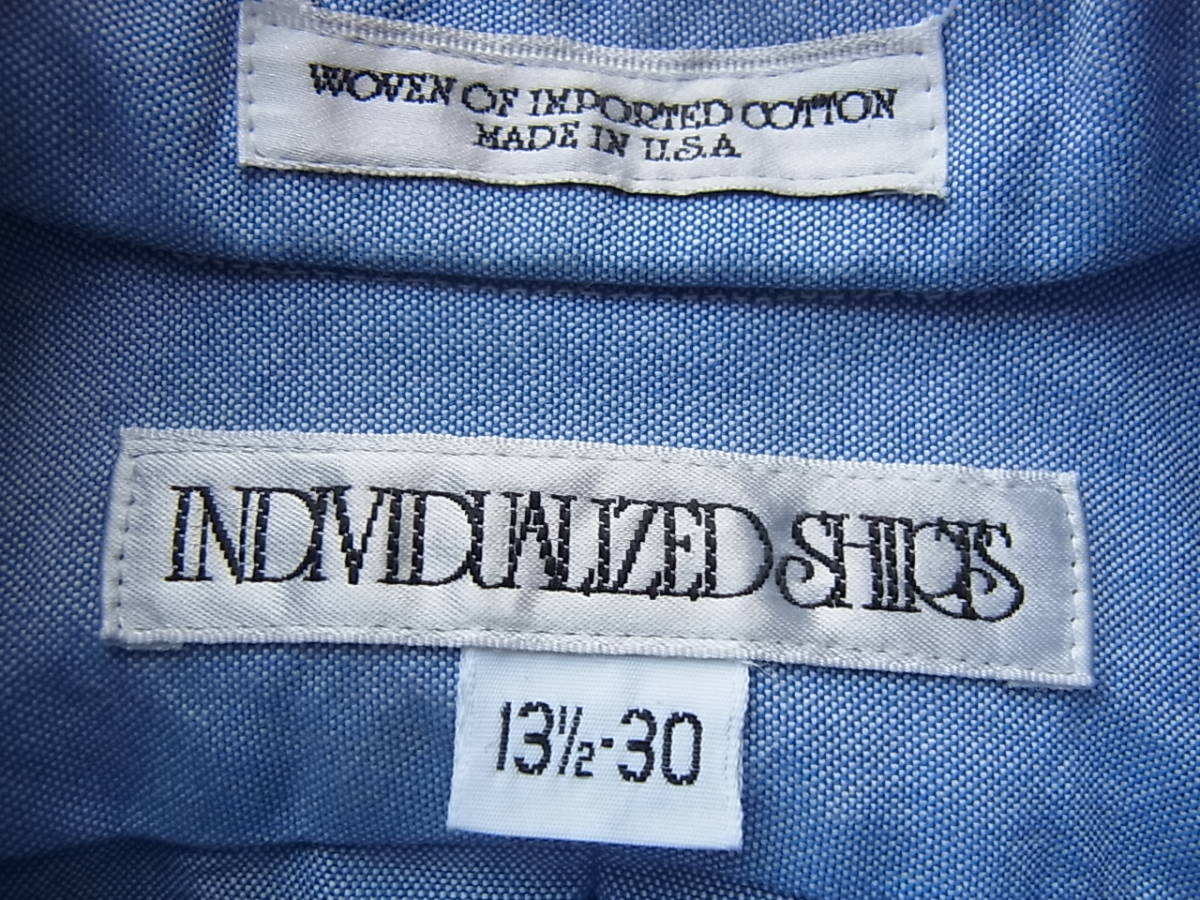 WOVEN OF IMPORTED COTTON
MADE IN U.S.A
INDIVIDUALIZED SHIRTS
13½-30